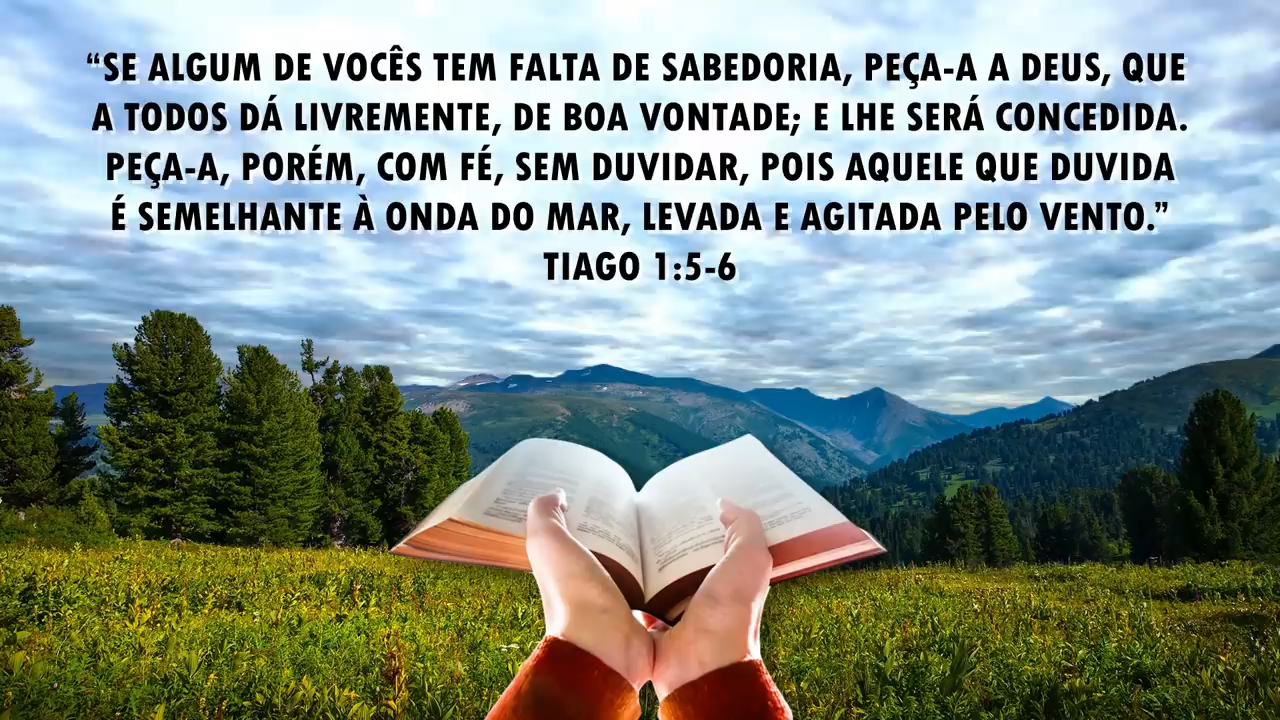 “SE ALGUM DE VOCÊS TEM FALTA DE SABEDORIA, PEÇA-A A DEUS, QUE
A TODOS DÁ LIVREMENTE, DE BOA VONTADE; E LHE SERÁ CONCEDIDA.
PEÇA-A, PORÉM, COM FÉ, SEM DUVIDAR, POIS AQUELE QUE DUVIDA
É SEMELHANTE À ONDA DO MAR, LEVADA E AGITADA PELO VENTO.”
TIAGO 1:5-6